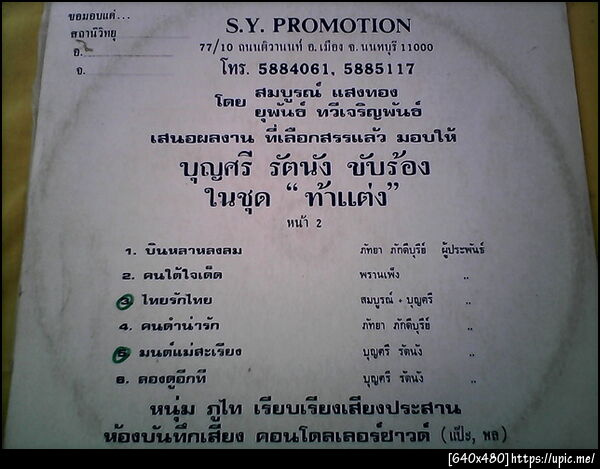 ขอมอบแด่...
สถานีวิทยุ
อ.
จ.
S.Y. PROMOTION
77/10 ถนนติวานนท์ อ.เมือง จ.นนทบุรี 11000
โทร. 5884061, 5885117
โดย สมบูรณ์ แสงทอง
ยุพันธ์ ทวีเจริญพันธ์
เสนอผลงาน ที่เลือกสรรแล้ว มอบให้
บุญศรี รัตนัง ขับร้อง
ในชุด “ ท้าแต่ง”
หน้า 2
1. บินหลาหลงลม ภัทยา ภักดีบุรีย์ ผู้ประพันธ์
2. คนใต้ใจเด็ด พรานเพ็ง ,,
3. ไทยรักไทย สมบูรณ์ + บุญศรี ,,
4. คนดำน่ารัก ภัทยา ภักดีบุรีย์ ,,
5. มนต์แม่สะเรียง บุญศรี รัตนัง ,,
6. ลองดูอีกที บุญศรี รัตนัง ,,
หนุ่ม ภูไท เรียบเรียงเสียงประสาน
ห้องบันทึกเสียง คอนโดลเลอร์ซาวด์ (แป๊ะ, พล)
[640x480]https://upic.me/